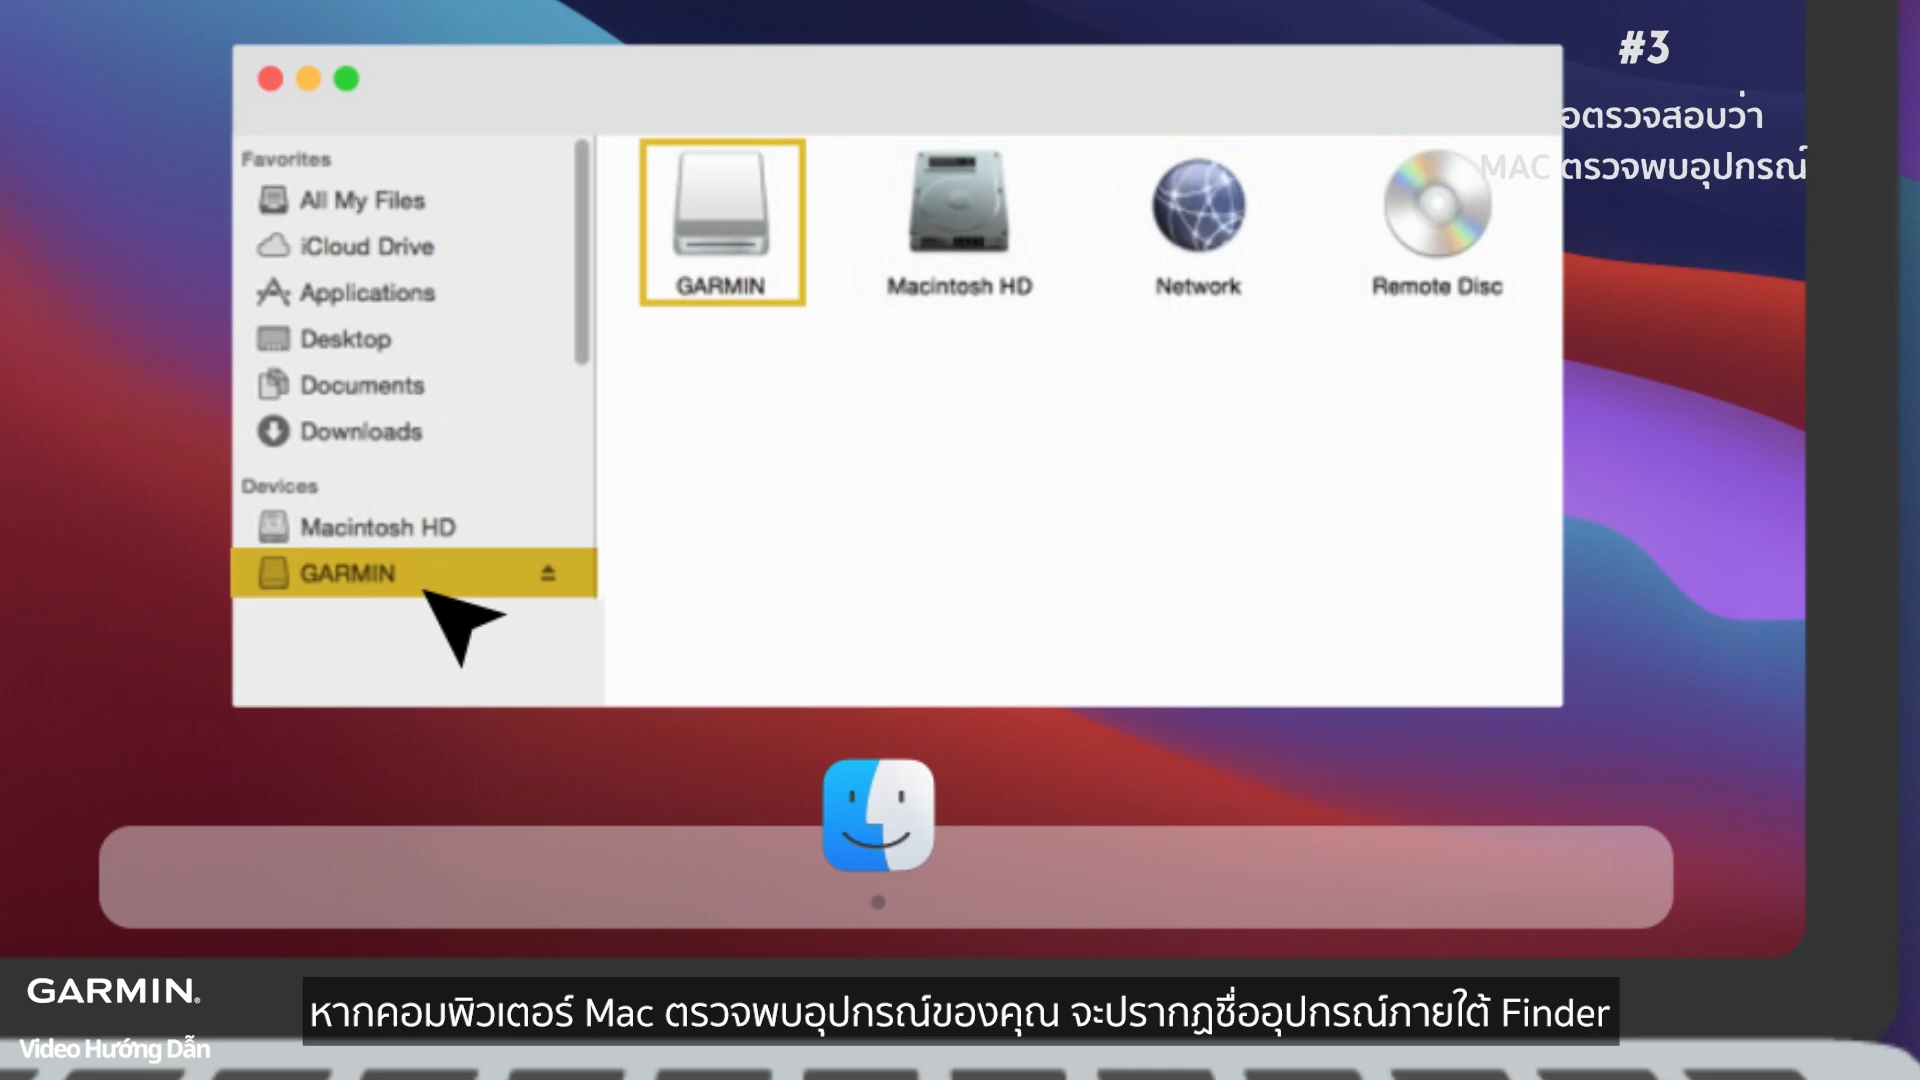 #3
อตรวจสอบว่า
MAC ตรวจพบอุปกรณ์
Favorites
All My Files
iCloud Drive
Applications
Desktop
Documents
Downloads
Devices
Macintosh HD
GARMIN
GARMIN
Macintosh HD
Network
Remote Disc
GARMIN
Video Hướng Dẫn
หากคอมพิวเตอร์ Mac ตรวจพบอุปกรณ์ของคุณ จะปรากฏชื่ออุปกรณ์ภายใต้ Finder